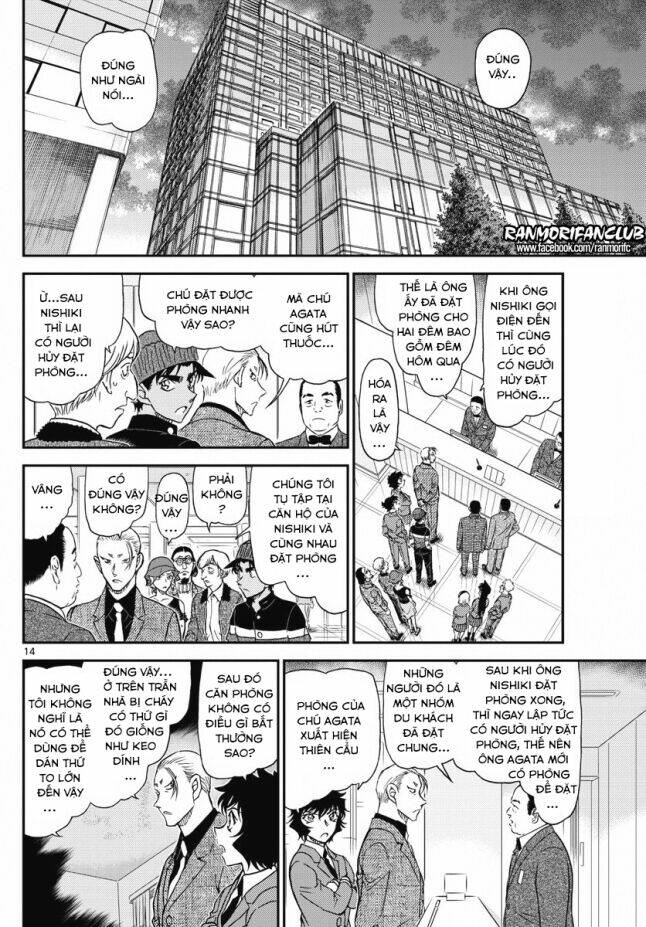 ĐÚNG
VẬY..
ĐÚNG
NHƯ NGÀI
NÓI...
RANMORIFANCLUB
www.facebook.com/ranmorifc
KHI ÔNG
NISHIKI GỌI
ĐIỆN ĐẾN
THÌ CÙNG
LÚC ĐÓ
CÓ NGƯỜI
HỦY ĐẶT
PHÒNG...
THẾ LÀ ÔNG
ẤY ĐÃ ĐẶT
PHÒNG CHO
HAI ĐÊM BAO
GỒM ĐÊM
HÔM QUA
...
HÓA
RA LÀ
VẬY...
MÀ CHÚ
AGATA
CŨNG HÚT
THUỐC...
CHÚ ĐẶT ĐƯỢC
PHÒNG NHANH
VẬY SAO?
Ừ...SAU
NISHIKI
THÌ LẠI
CÓ NGƯỜI
HỦY ĐẶT
PHÒNG...
CHÚNG TÔI
TỤ TẬP TẠI
CĂN HỘ CỦA
NISHIKI VÀ
CÙNG NHAU
ĐẶT PHÒNG
...
PHẢI
KHÔNG?
ĐÚNG
VẬY
...
CÓ
ĐÚNG VẬY
KHÔNG?
VÂNG
...
14
SAU KHI ÔNG
NISHIKI ĐẶT
PHÒNG XONG,
THÌ NGAY LẬP TỨC
CÓ NGƯỜI HỦY ĐẶT
PHÒNG, THẾ NÊN
ÔNG AGATA MỚI
CÓ PHÒNG
ĐỂ ĐẶT
...
NHỮNG
NGƯỜI ĐÓ LÀ
MỘT NHÓM
DU KHÁCH
ĐÃ ĐẶT
CHUNG...
PHÒNG CỦA
CHÚ AGATA
XUẤT HIỆN
THIÊN CẨU
...
SAU ĐÓ
CĂN PHÒNG
KHÔNG CÓ
ĐIỀU GÌ BẤT
THƯỜNG
SAO?
ĐÚNG VẬY...
Ở TRÊN TRẦN
NHÀ BỊ CHÁY
CÓ THỨ GÌ
ĐÓ GIỐNG
NHƯ KEO
DÍNH
...
NHƯNG
TÔI KHÔNG
NGHĨ LÀ
NÓ CÓ THỂ
DÙNG ĐỂ
DÁN THỨ
TO LỚN
ĐẾN VẬY
...